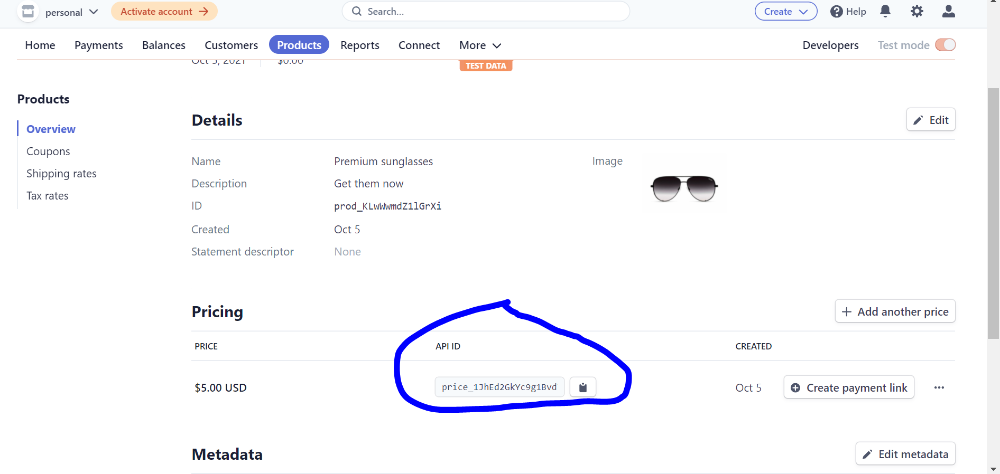 personal
Activate account
Search...
Create
Help
Home Payments Balances Customers Products Reports Connect More Developers Test mode
Oct 5, 2021 $0.00
TEST DATA
Products
Overview
Coupons
Shipping rates
Tax rates
Details
Edit
Name Premium sunglasses
Image
Description Get them now
ID prod_KLwWwmdZ1lGrXi
Created Oct 5
Statement descriptor None
Pricing
Add another price
PRICE API ID CREATED
$5.00 USD price_1JhEd2GkYc9g1Bvd Oct 5 Create payment link
Metadata
Edit metadata